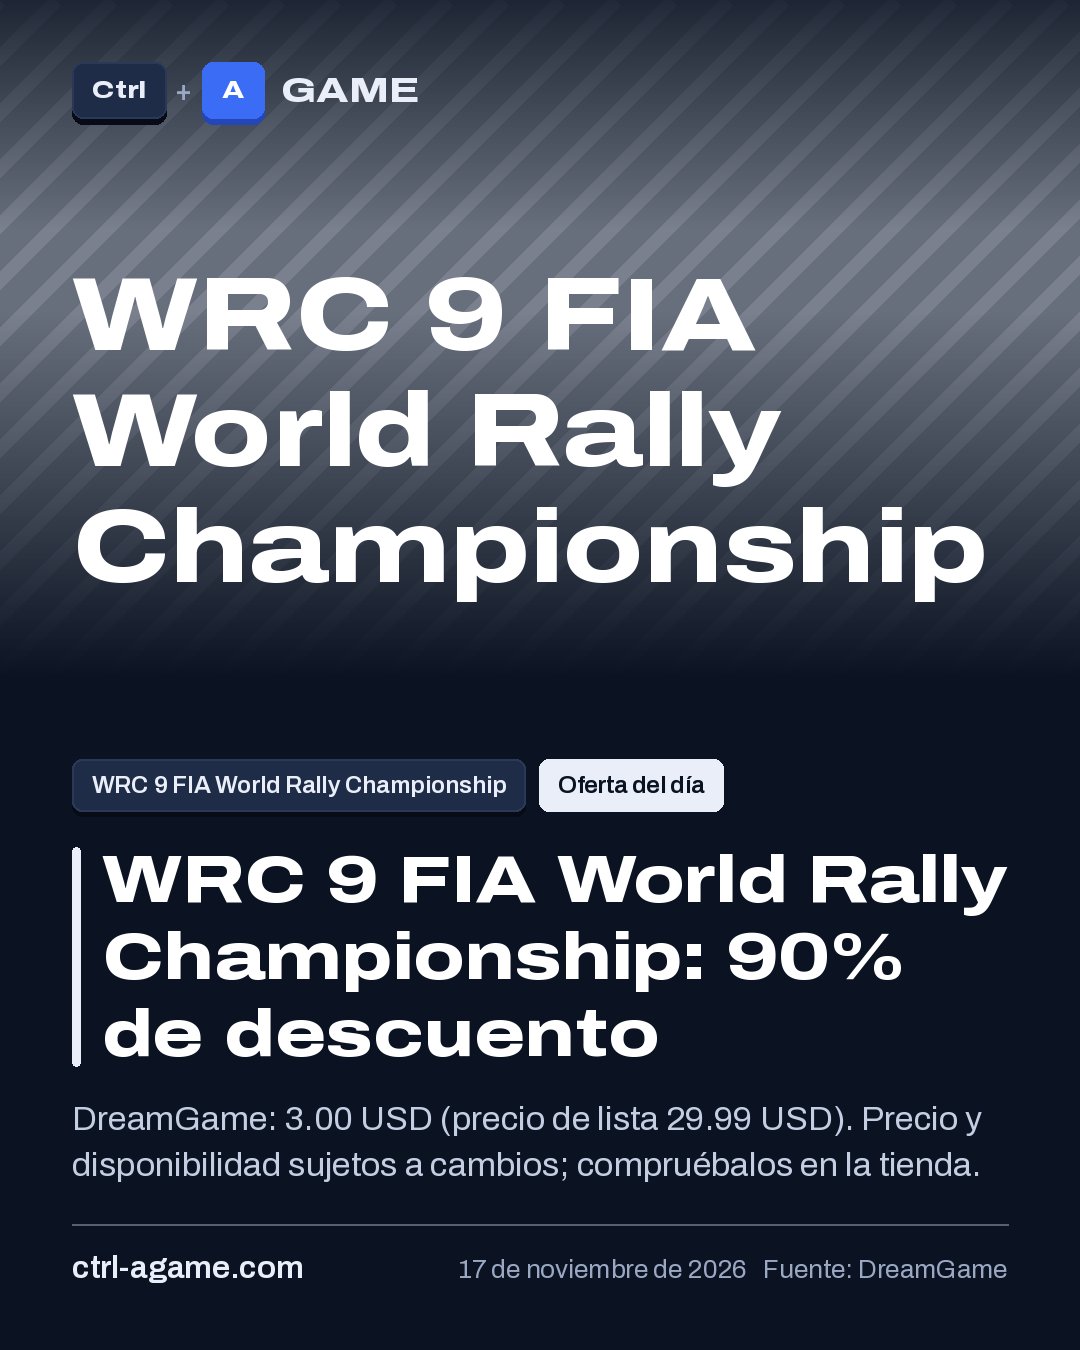 Ctrl + A GAME
WRC 9 FIA
World Rally
Championship
WRC 9 FIA World Rally Championship Oferta del día
WRC 9 FIA World Rally
Championship: 90%
de descuento
DreamGame: 3.00 USD (precio de lista 29.99 USD). Precio y
disponibilidad sujetos a cambios; compruébalos en la tienda.
ctrl-agame.com 17 de noviembre de 2026 Fuente: DreamGame